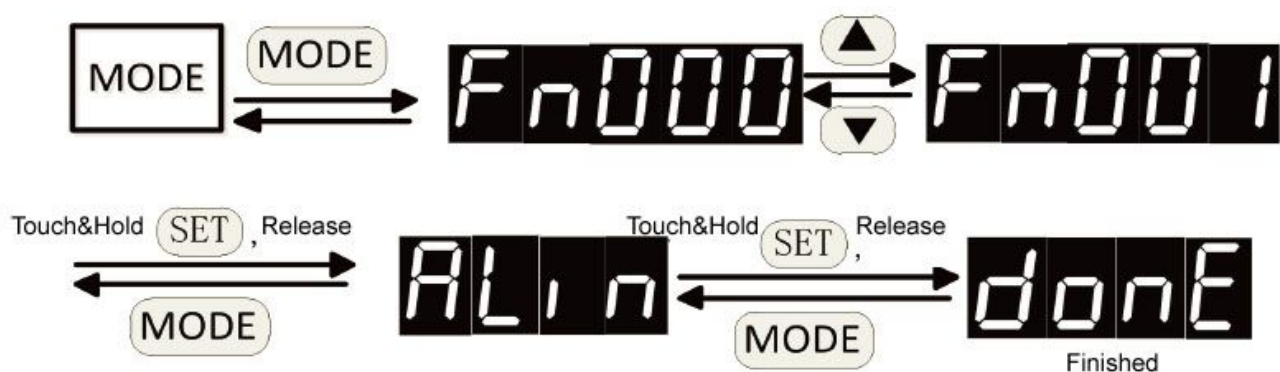 MODE MODE Fn000 ▲ Fn001
▼
Touch&Hold SET , Release Touch&Hold SET , Release
ALin donE
MODE MODE
Finished